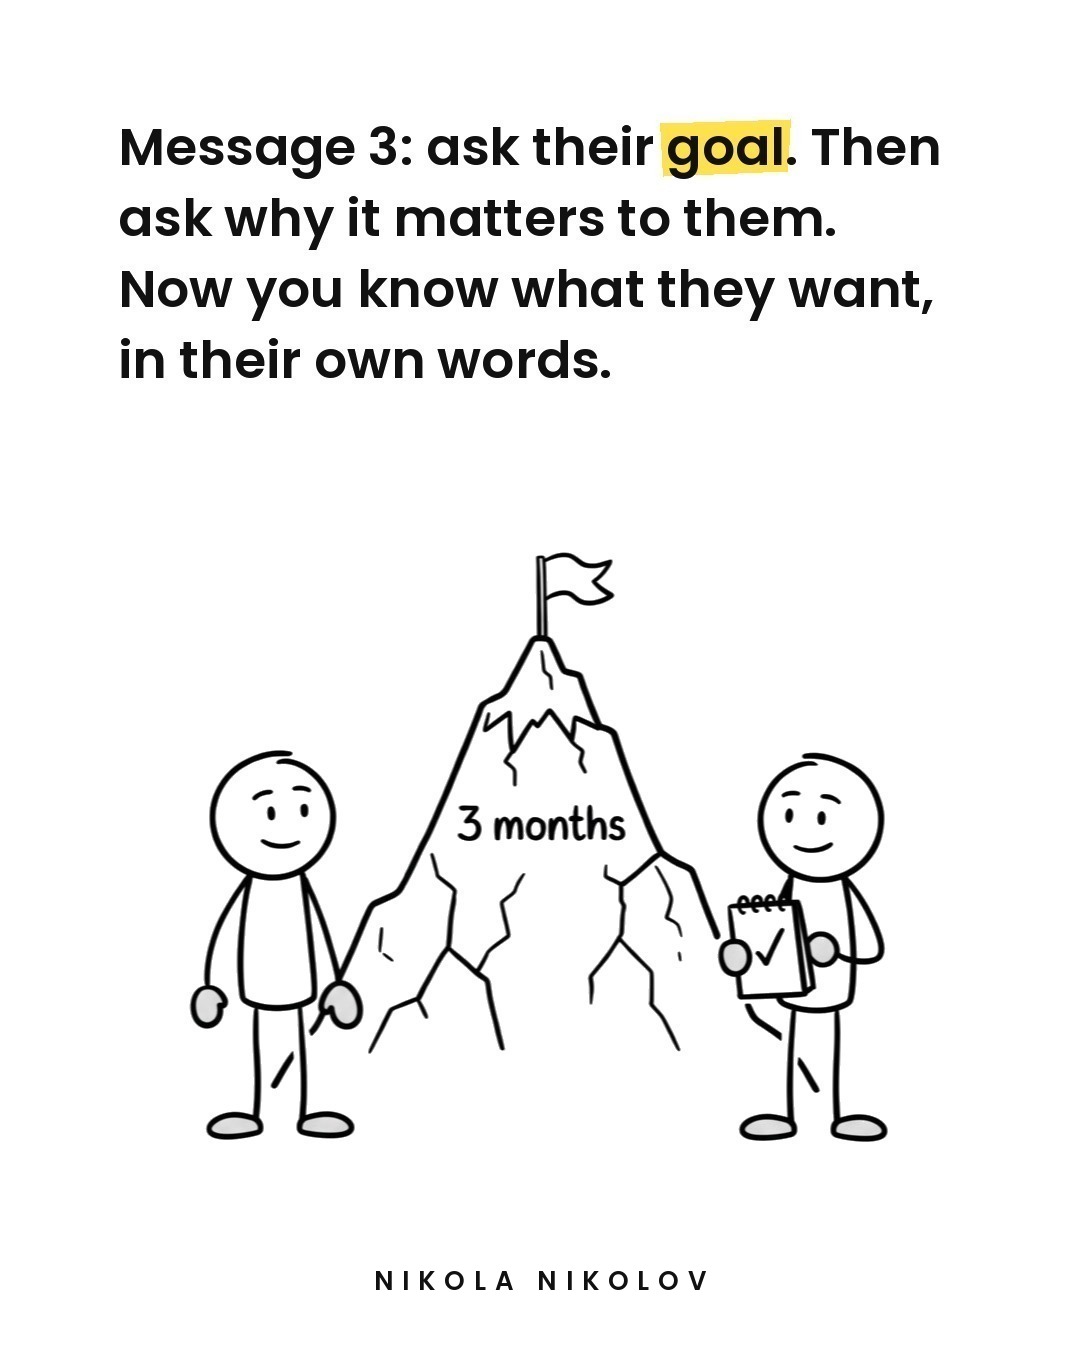 Message 3: ask their goal. Then
ask why it matters to them.
Now you know what they want,
in their own words.
3 months
NIKOLA NIKOLOV